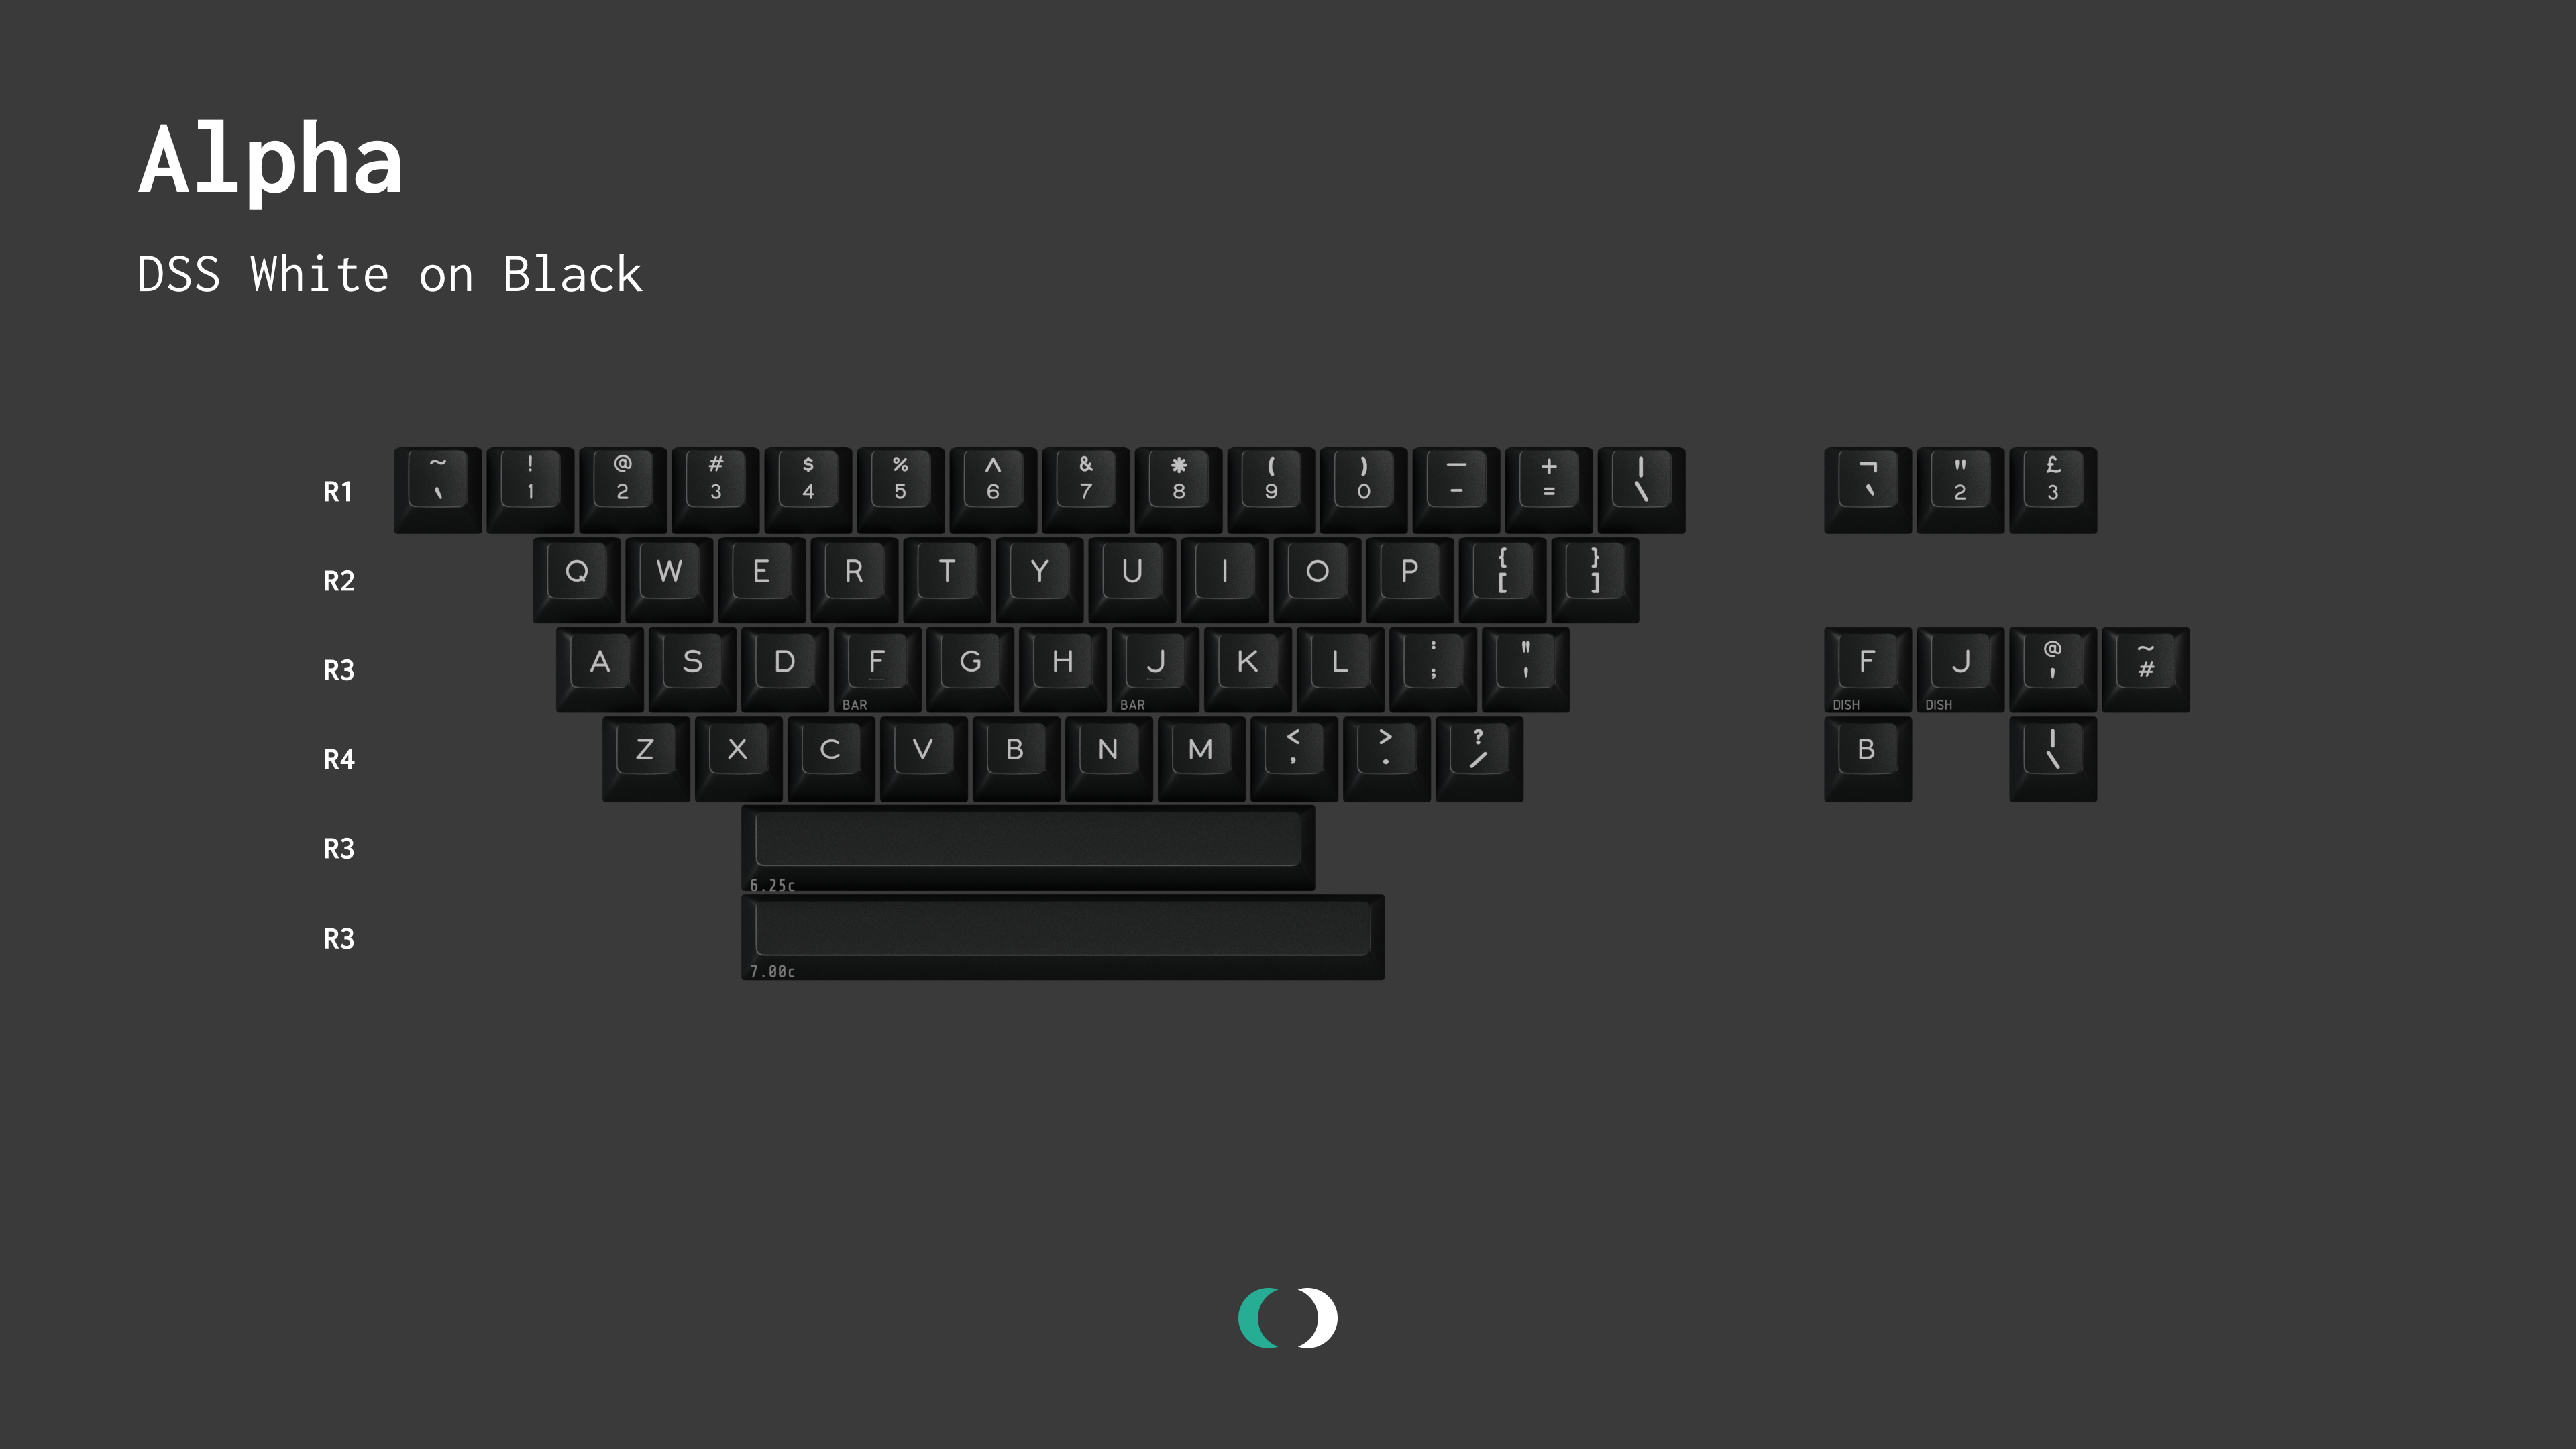 Alpha
DSS White on Black
R1
~ ! @ # $ % ^ & * ( ) — + |
` 1 2 3 4 5 6 7 8 9 0 - = \
¬ " £
` 2 3
R2
Q W E R T Y U I O P { }
[ ]
R3
A S D F G H J K L : "
; '
BAR BAR
F J @ ~
' #
DISH DISH
R4
Z X C V B N M < > ?
, . /
B |
\
R3
6.25c
R3
7.00c